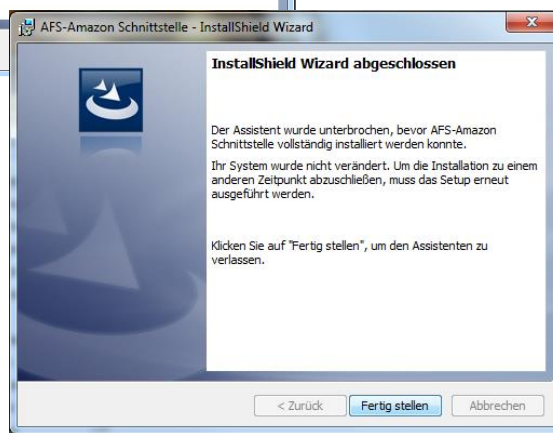 AFS-Amazon Schnittstelle - InstallShield Wizard
InstallShield Wizard abgeschlossen
Der Assistent wurde unterbrochen, bevor AFS-Amazon
Schnittstelle vollständig installiert werden konnte.
Ihr System wurde nicht verändert. Um die Installation zu einem
anderen Zeitpunkt abzuschließen, muss das Setup erneut
ausgeführt werden.
Klicken Sie auf "Fertig stellen", um den Assistenten zu
verlassen.
< Zurück Fertig stellen Abbrechen